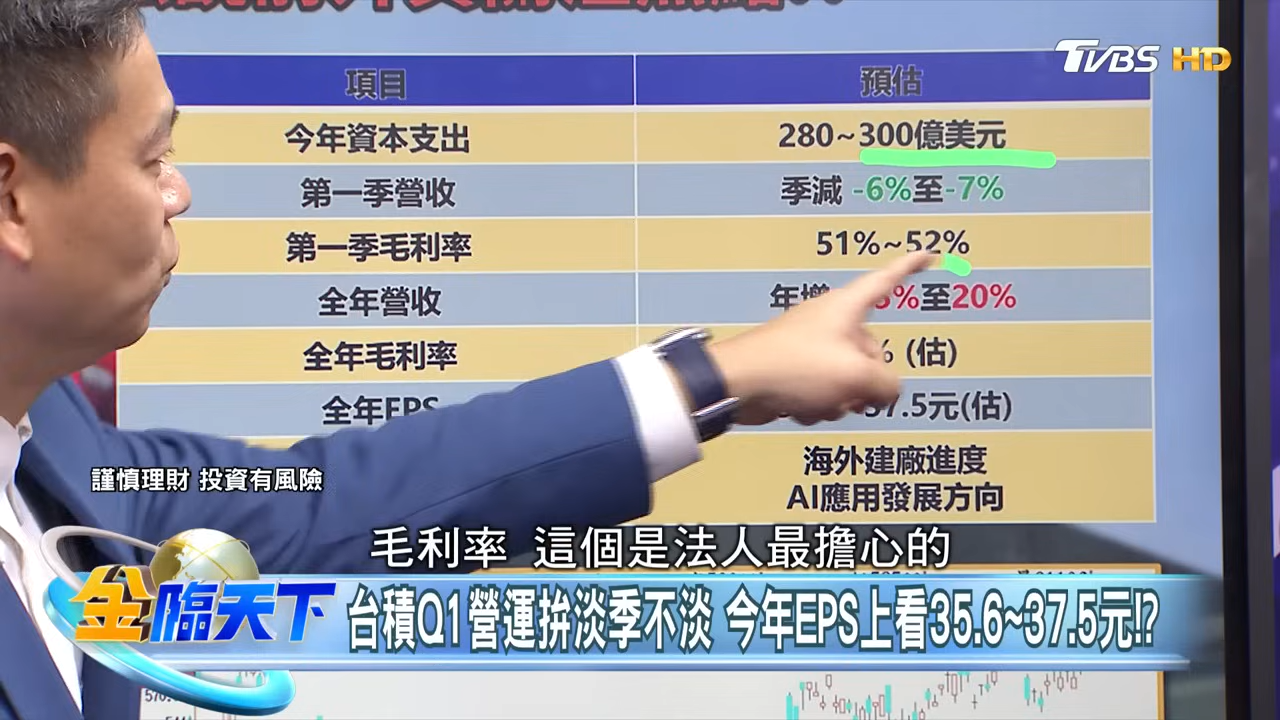 TVBS HD
項目 預估
今年資本支出 280~300億美元
第一季營收 季減 -6%至-7%
第一季毛利率 51%~52%
全年營收 年增 %至20%
全年毛利率 % (估)
全年EPS 37.5元(估)
海外建廠進度
AI應用發展方向
謹慎理財 投資有風險
毛利率 這個是法人最擔心的
金臨天下
台積Q1營運拚淡季不淡 今年EPS上看35.6~37.5元!?